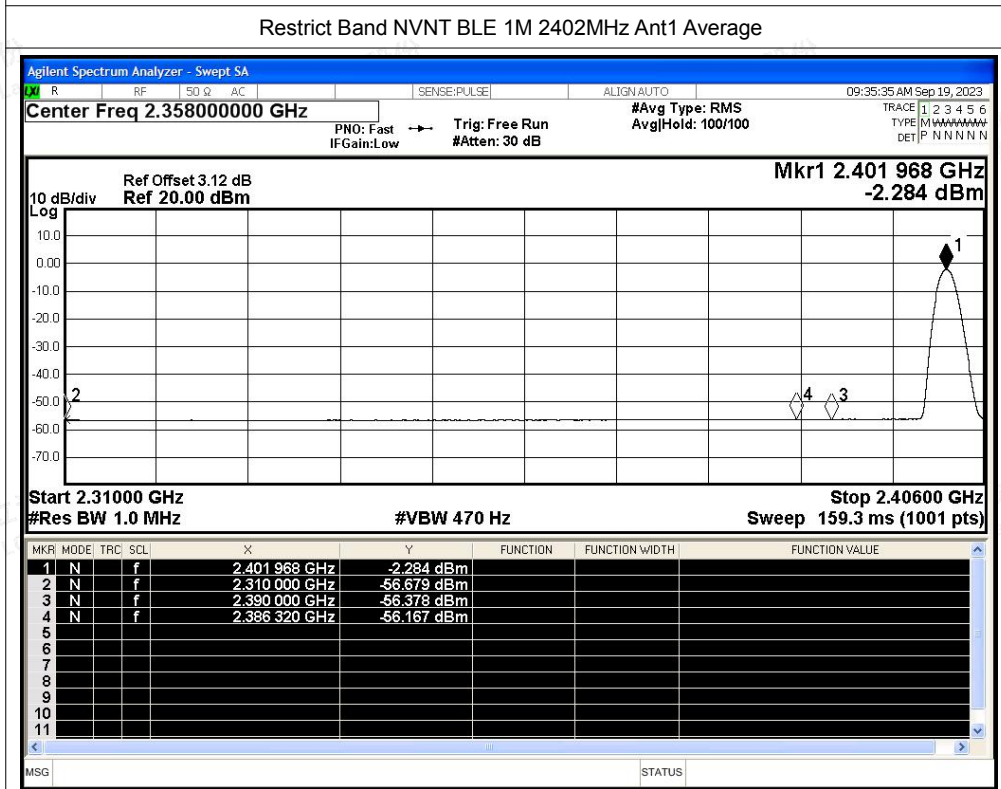 Restrict Band NVNT BLE 1M 2402MHz Ant1 Average
Agilent Spectrum Analyzer - Swept SA
LXI R RF 50 Ω AC SENSE:PULSE ALIGN AUTO 09:35:35 AM Sep 19, 2023
Center Freq 2.358000000 GHz #Avg Type: RMS TRACE 1 2 3 4 5 6
PNO: Fast Trig: Free Run Avg|Hold: 100/100 TYPE M WWWWW
IFGain:Low #Atten: 30 dB DET P N N N N N
Mkr1 2.401 968 GHz
Ref Offset 3.12 dB
10 dB/div Ref 20.00 dBm -2.284 dBm
Log
10.0
1
0.00
-10.0
-20.0
-30.0
-40.0
2 4 3
-50.0
-60.0
-70.0
Start 2.31000 GHz Stop 2.40600 GHz
#Res BW 1.0 MHz #VBW 470 Hz Sweep 159.3 ms (1001 pts)
MKR MODE TRC SCL X Y FUNCTION FUNCTION WIDTH FUNCTION VALUE
1 N f 2.401 968 GHz -2.284 dBm
2 N f 2.310 000 GHz -56.679 dBm
3 N f 2.390 000 GHz -56.378 dBm
4 N f 2.386 320 GHz -56.167 dBm
5
6
7
8
9
10
11
MSG STATUS